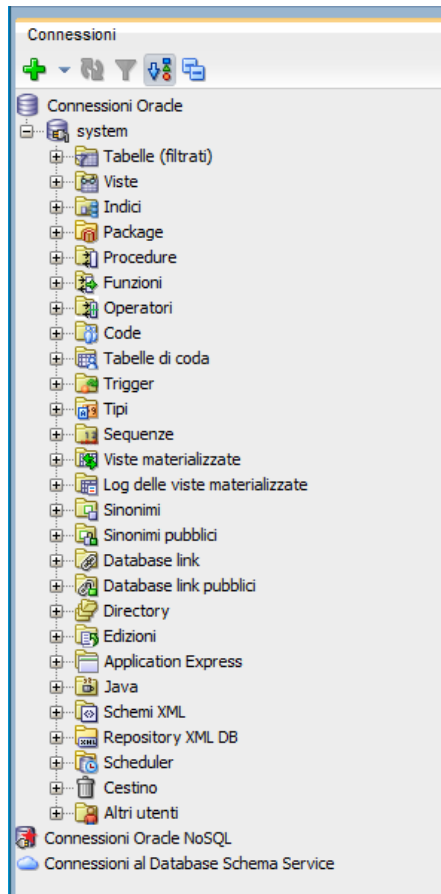 Connessioni
Connessioni Oracle
system
Tabelle (filtrati)
Viste
Indici
Package
Procedure
Funzioni
Operatori
Code
Tabelle di coda
Trigger
Tipi
Sequenze
Viste materializzate
Log delle viste materializzate
Sinonimi
Sinonimi pubblici
Database link
Database link pubblici
Directory
Edizioni
Application Express
Java
Schemi XML
Repository XML DB
Scheduler
Cestino
Altri utenti
Connessioni Oracle NoSQL
Connessioni al Database Schema Service